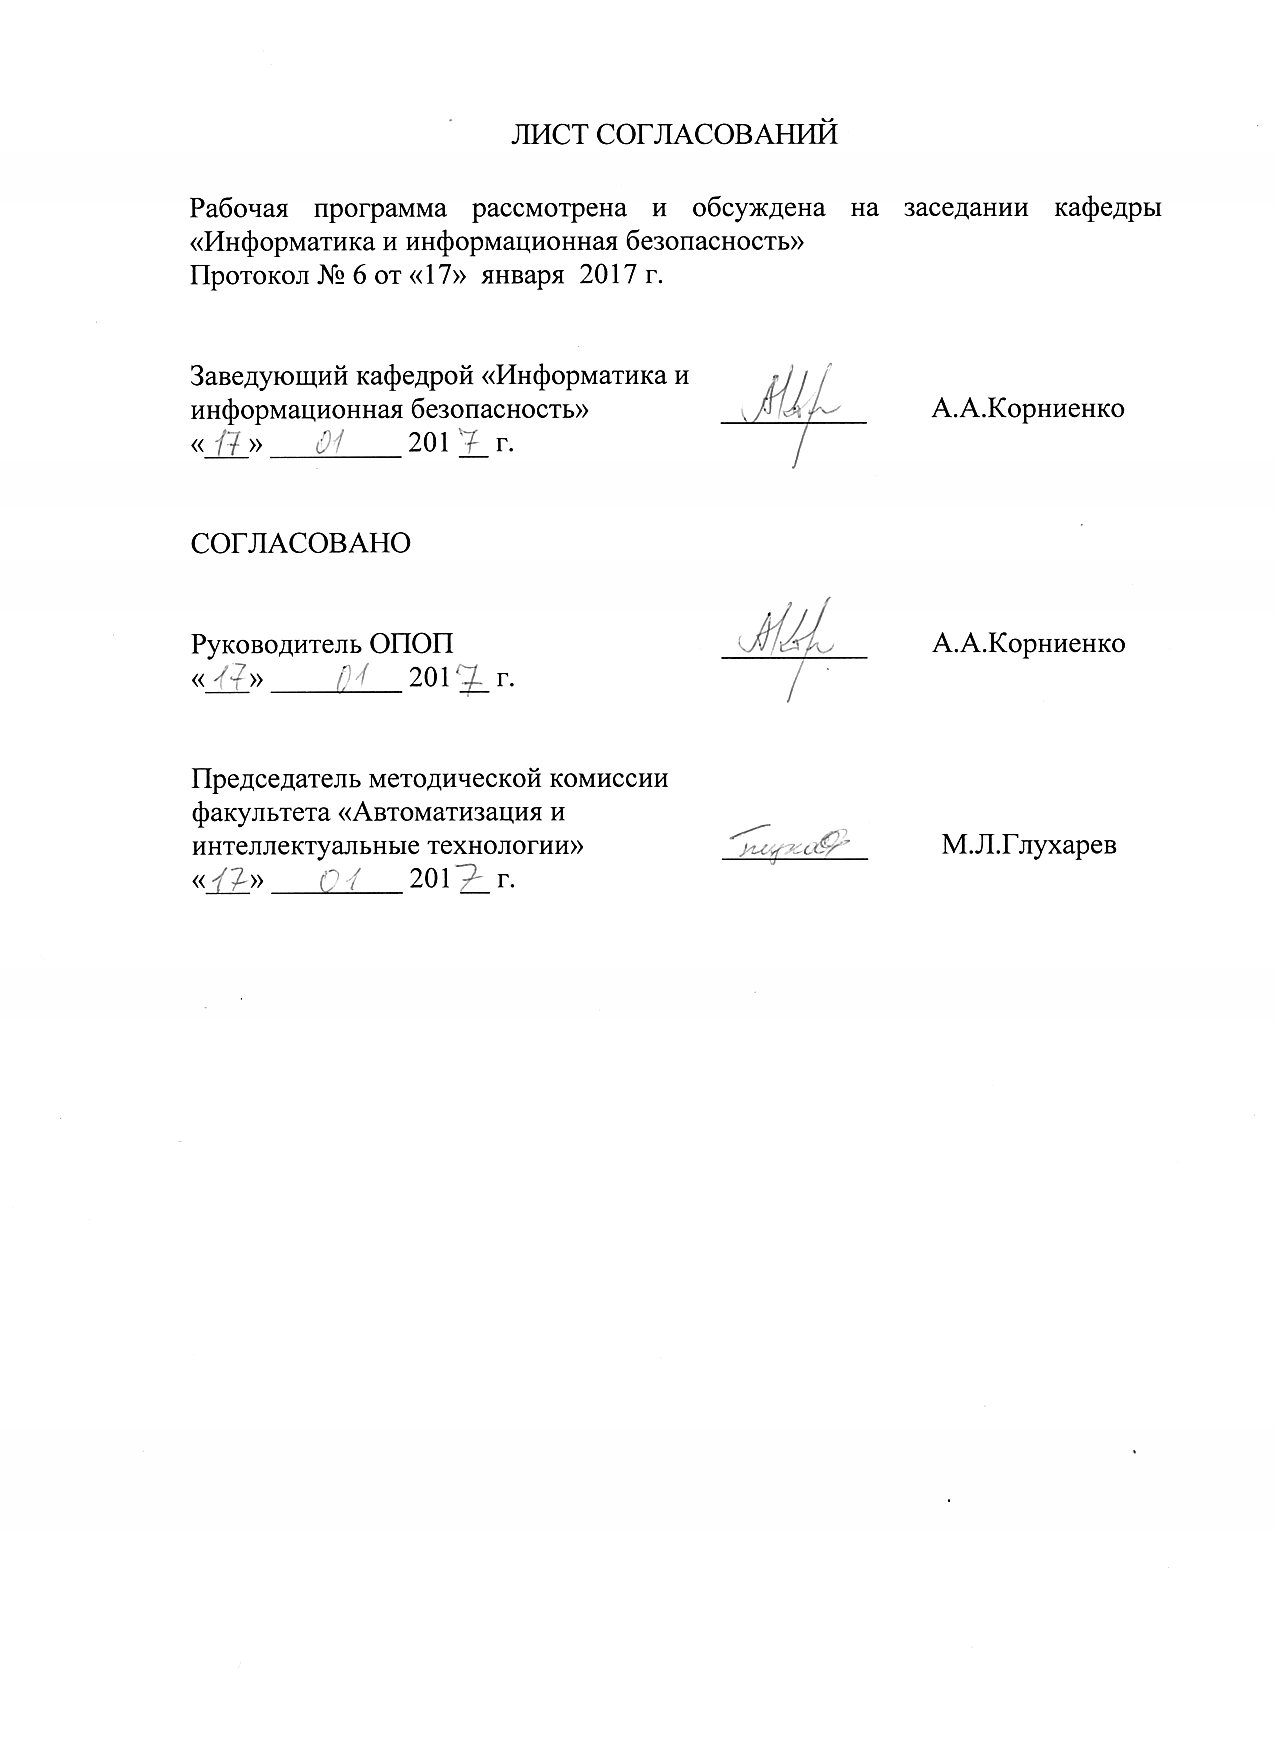 ЛИСТ СОГЛАСОВАНИЙ
Рабочая программа рассмотрена и обсуждена на заседании кафедры
«Информатика и информационная безопасность»
Протокол № 6 от «17» января 2017 г.
Заведующий кафедрой «Информатика и
информационная безопасность» А.А.Корниенко
«17» 01 2017 г.
СОГЛАСОВАНО
Руководитель ОПОП А.А.Корниенко
«17» 01 2017 г.
Председатель методической комиссии
факультета «Автоматизация и
интеллектуальные технологии» М.Л.Глухарев
«17» 01 2017 г.